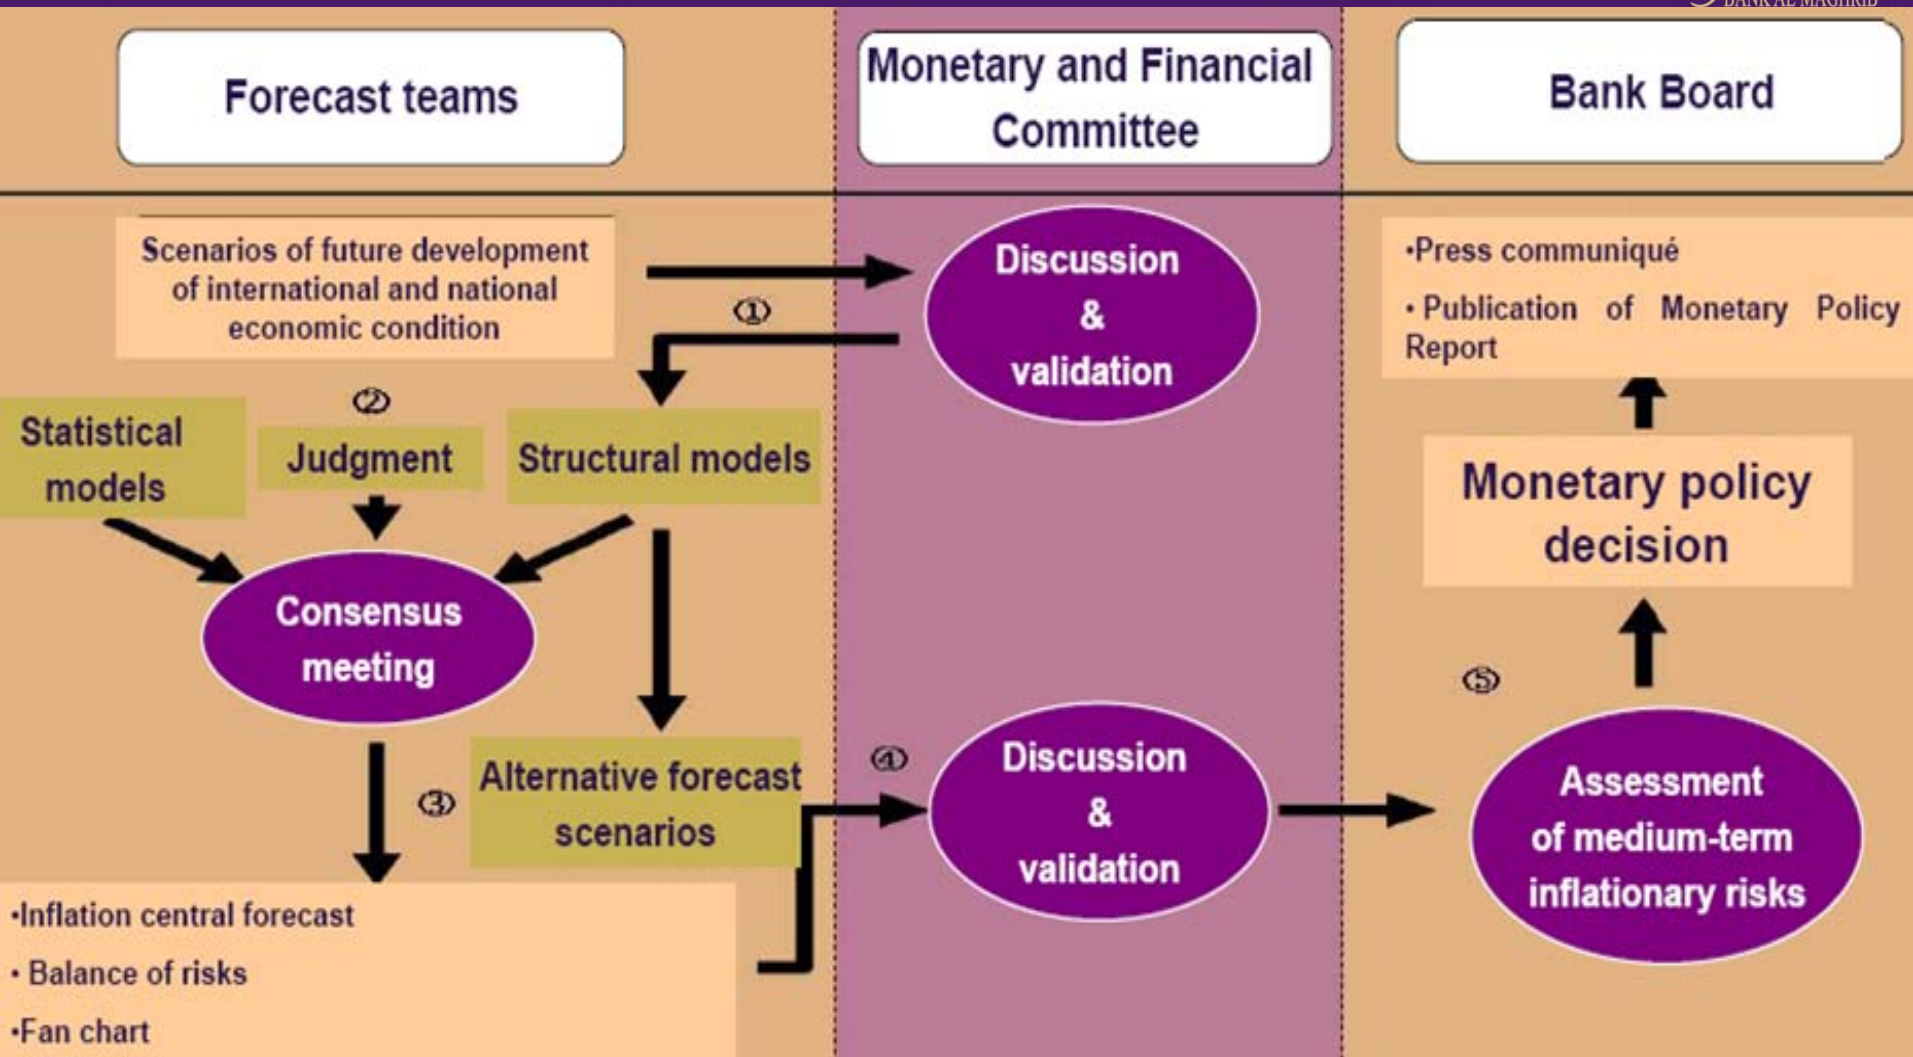 BANK AL MAGHRIB
Forecast teams
Monetary and Financial
Committee
Bank Board
Scenarios of future development
of international and national
economic condition
①
Discussion
&
validation
•Press communiqué
• Publication of Monetary Policy
Report
②
Statistical
models
Judgment
Structural models
Monetary policy
decision
Consensus
meeting
③
Alternative forecast
scenarios
④
Discussion
&
validation
⑤
Assessment
of medium-term
inflationary risks
•Inflation central forecast
• Balance of risks
•Fan chart